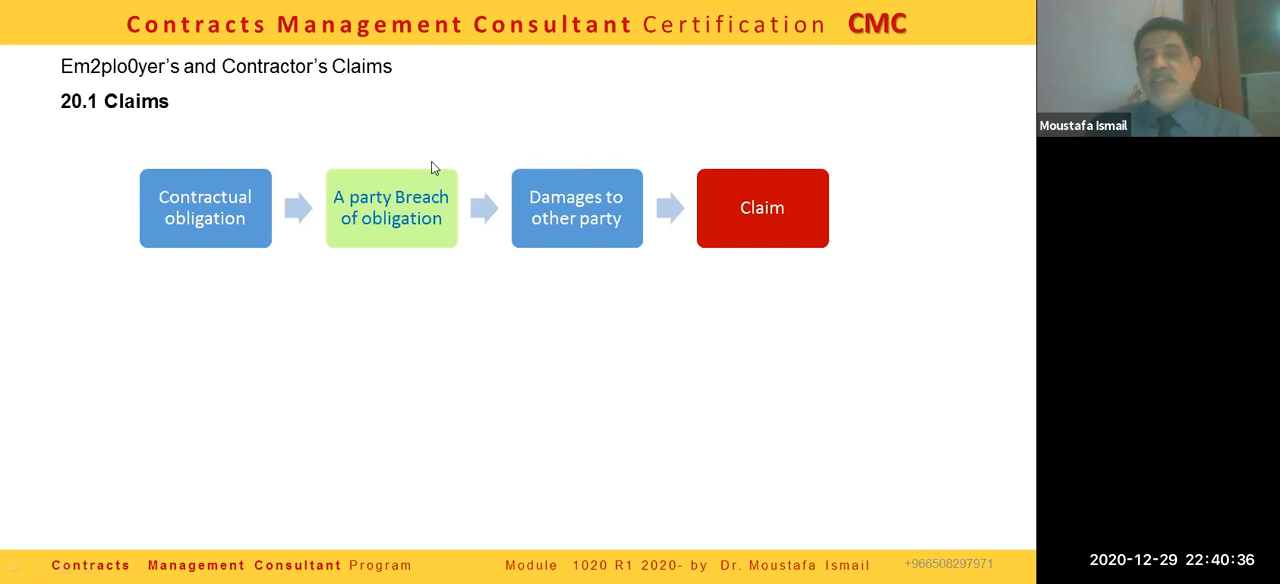 Contracts Management Consultant Certification CMC
Em2plo0yer's and Contractor's Claims
20.1 Claims
Contractual
obligation
A party Breach
of obligation
Damages to
other party
Claim
Moustafa Ismail
Contracts Management Consultant Program
Module 1020 R1 2020- by Dr. Moustafa Ismail
+966508297971
2020-12-29 22:40:36